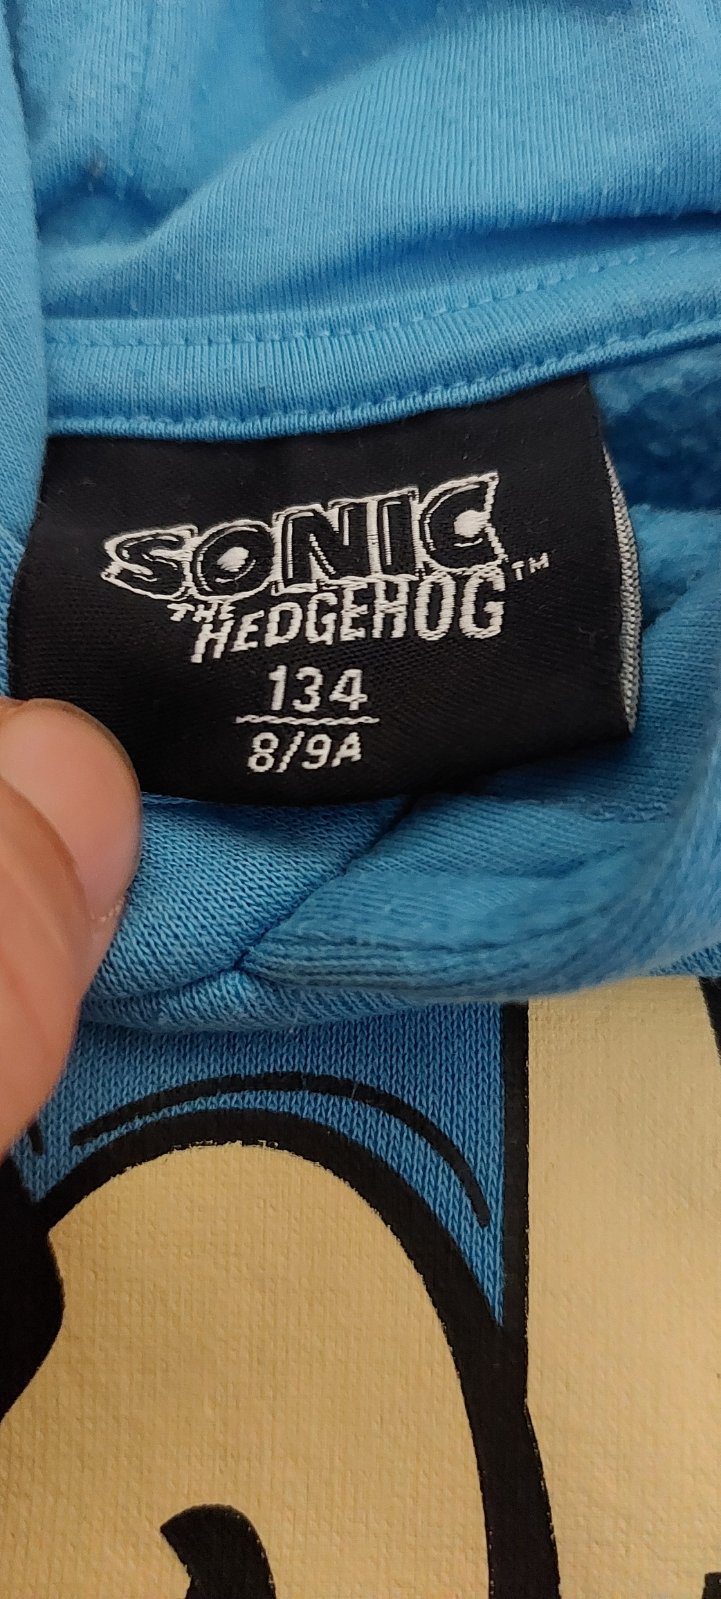 SONIC
THE
HEDGEHOG™
134
8/9A